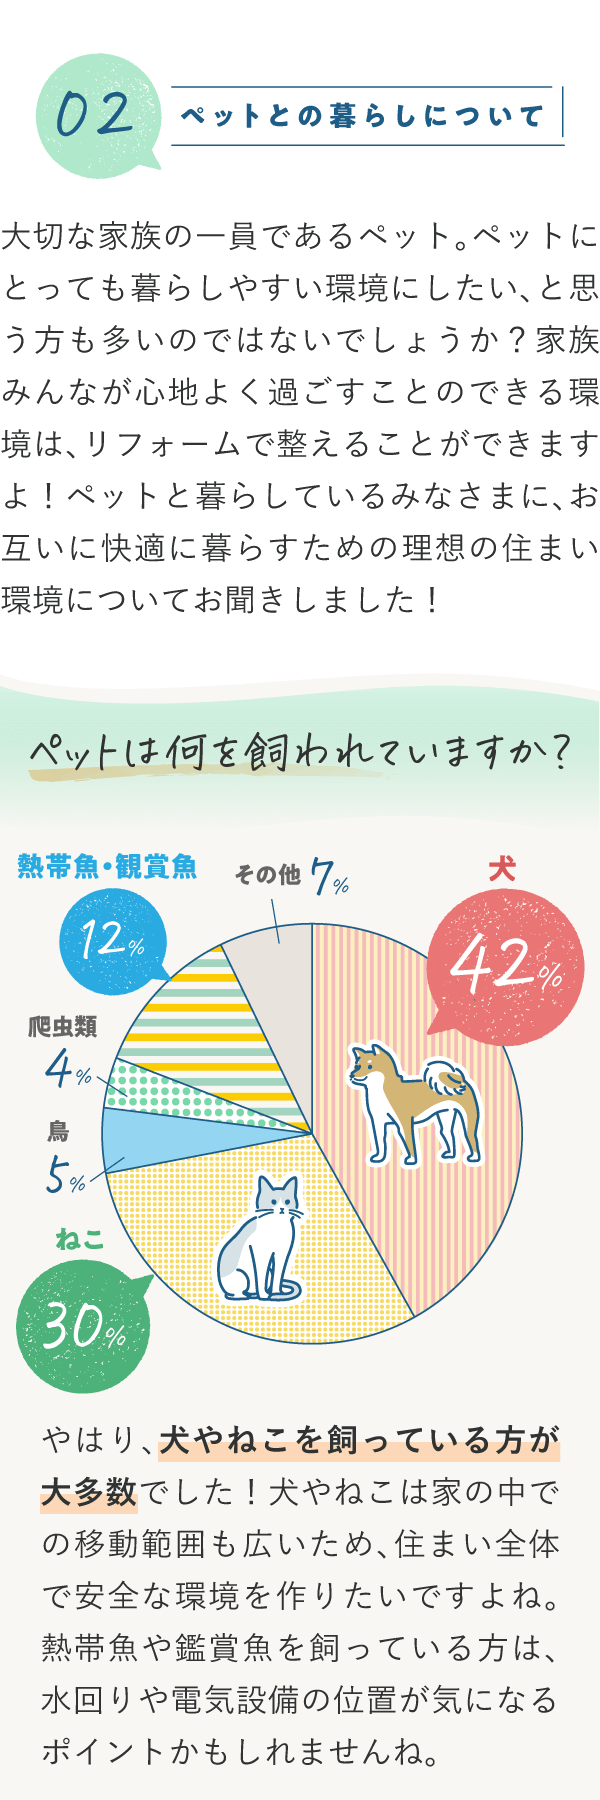 02
ペットとの暮らしについて
大切な家族の一員であるペット。ペットに
とっても暮らしやすい環境にしたい、と思
う方も多いのではないでしょうか？家族
みんなが心地よく過ごすことのできる環
境は、リフォームで整えることができます
よ！ペットと暮らしているみなさまに、お
互いに快適に暮らすための理想の住まい
環境についてお聞きしました！
ペットは何を飼われていますか？
熱帯魚・観賞魚
12%
その他 7%
犬
42%
爬虫類
4%
鳥
5%
ねこ
30%
やはり、犬やねこを飼っている方が
大多数でした！犬やねこは家の中で
の移動範囲も広いため、住まい全体
で安全な環境を作りたいですよね。
熱帯魚や鑑賞魚を飼っている方は、
水回りや電気設備の位置が気になる
ポイントかもしれませんね。